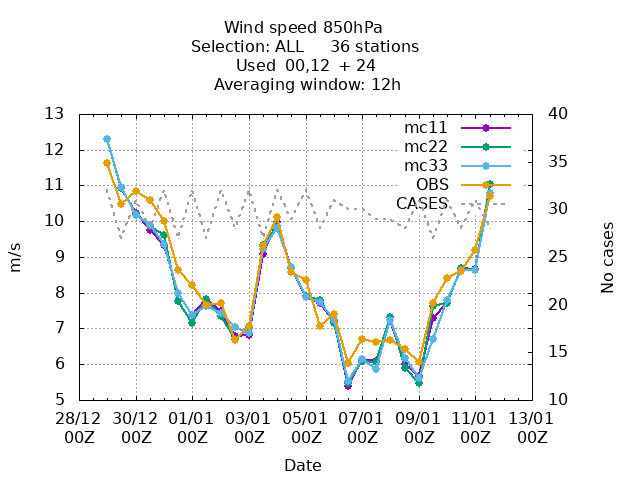 Wind speed 850hPa
Selection: ALL 36 stations
Used 00,12 + 24
Averaging window: 12h
13 40
mc11
mc22
12 35
mc33
OBS
11
CASES
10 30
9 25
m/s
No cases
8
20
7
15
6
5 10
28/12 30/12 01/01 03/01 05/01 07/01 09/01 11/01 13/01
00Z 00Z 00Z 00Z 00Z 00Z 00Z 00Z 00Z
Date